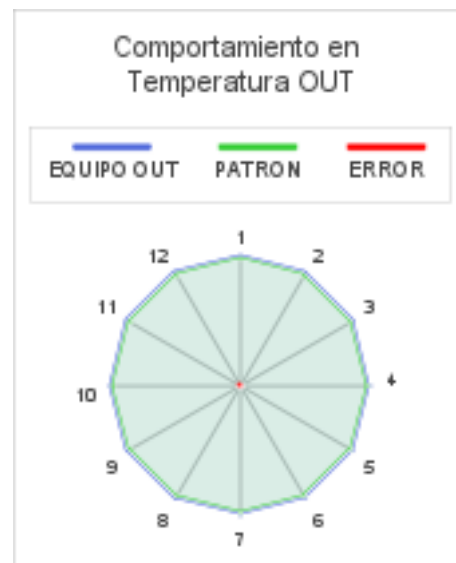 Comportamiento en
Temperatura OUT
EQUIPO OUT PATRON ERROR
1
12 2
11 3
10 4
9 5
8 6
7